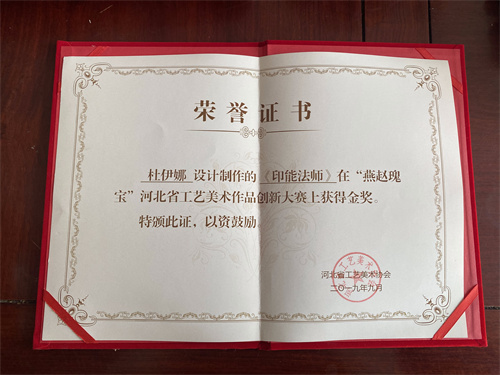 荣誉证书
杜伊娜 设计制作的《印能法师》在“燕赵瑰
宝”河北省工艺美术作品创新大赛上获得金奖。
特颁此证，以资鼓励。
河北省工艺美术协会
二〇一九年九月